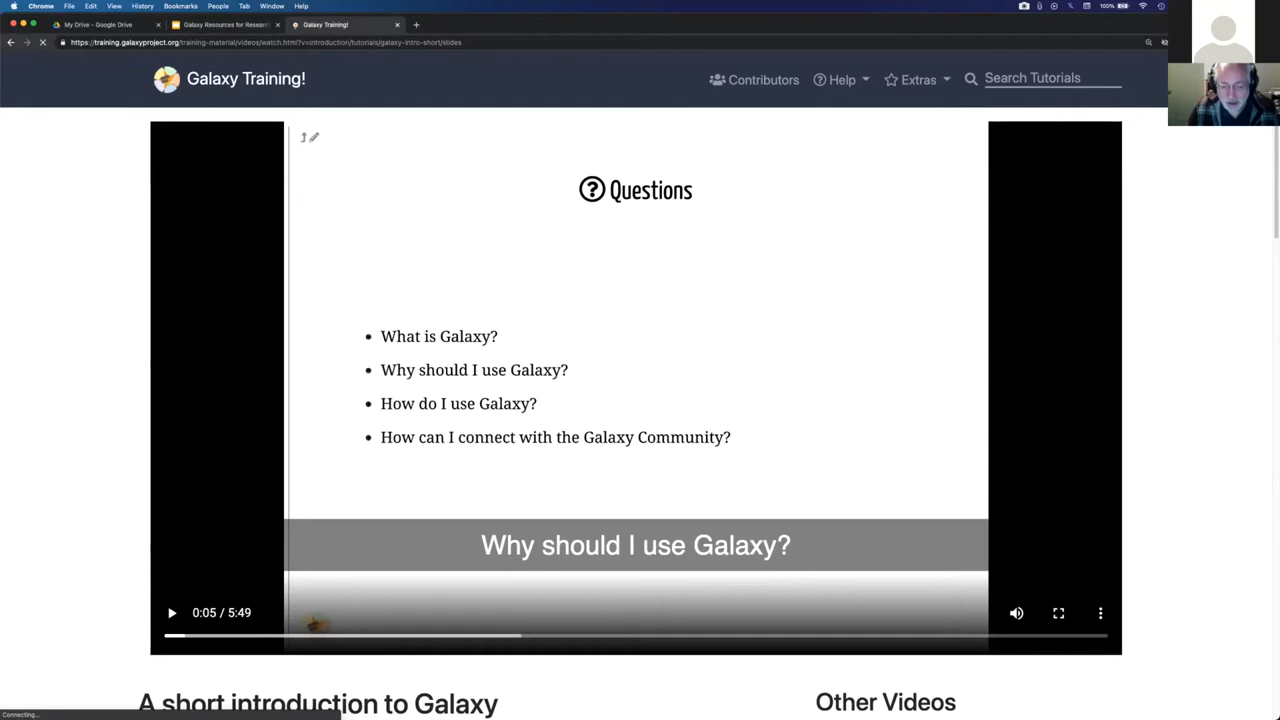 Chrome File Edit View History Bookmarks People Tab Window Help 100%
My Drive - Google Drive Galaxy Resources for Researc Galaxy Training!
https://training.galaxyproject.org/training-material/videos/watch.html?v=introduction/tutorials/galaxy-intro-short/slides
Galaxy Training! Contributors Help Extras Search Tutorials
Questions
What is Galaxy?
Why should I use Galaxy?
How do I use Galaxy?
How can I connect with the Galaxy Community?
Why should I use Galaxy?
0:05 / 5:49
A short introduction to Galaxy Other Videos
Connecting...